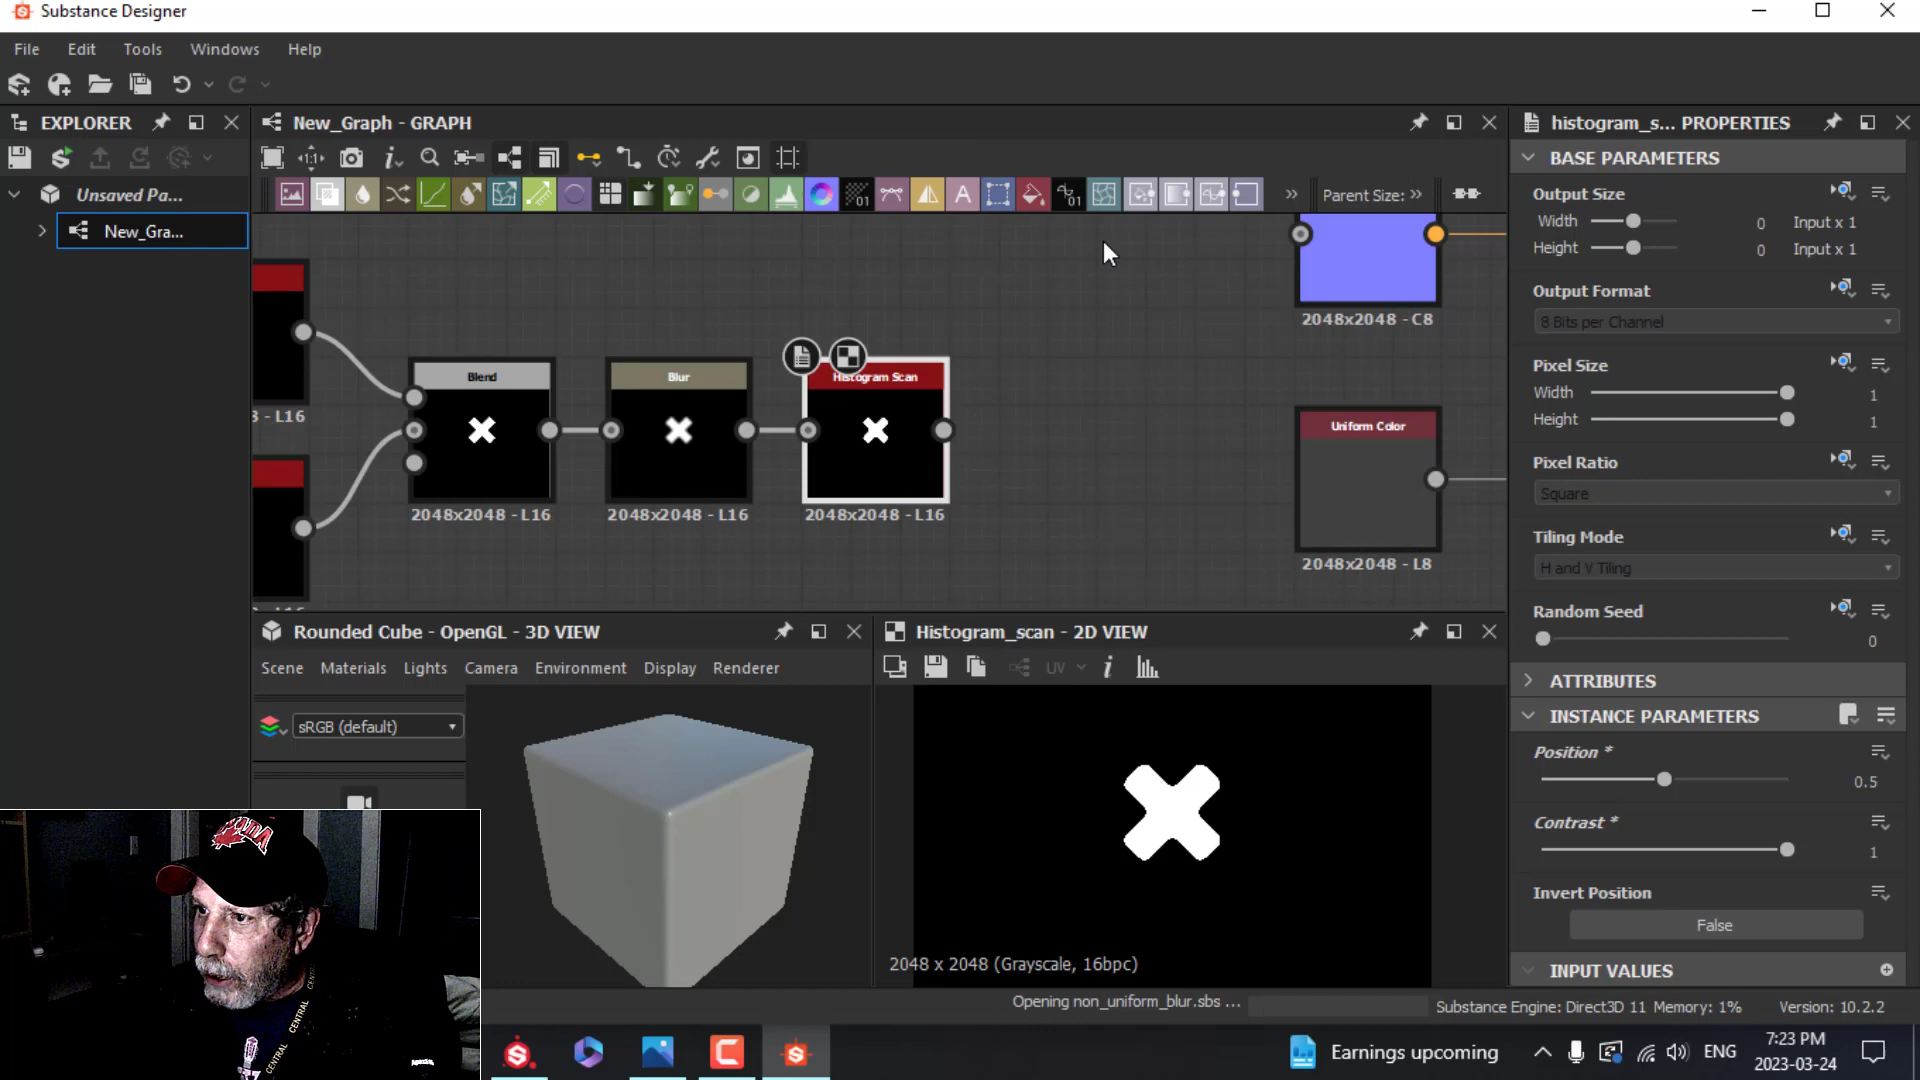 Substance Designer
File Edit Tools Windows Help
EXPLORER
New_Graph - GRAPH
histogram_s... PROPERTIES
Unsaved Pa...
New_Gra...
Parent Size:
BASE PARAMETERS
Output Size
Width 0 Input x 1
Height 0 Input x 1
Output Format
8 Bits per Channel
Pixel Size
Width 1
Height 1
Pixel Ratio
Square
Tiling Mode
H and V Tiling
Random Seed
0
ATTRIBUTES
INSTANCE PARAMETERS
Position *
0.5
Contrast *
1
Invert Position
False
INPUT VALUES
2048x2048 - C8
Blend
Blur
Histogram Scan
Uniform Color
- L16
2048x2048 - L16
2048x2048 - L16
2048x2048 - L16
2048x2048 - L8
Rounded Cube - OpenGL - 3D VIEW
Scene Materials Lights Camera Environment Display Renderer
sRGB (default)
Histogram_scan - 2D VIEW
UV
2048 x 2048 (Grayscale, 16bpc)
Opening non_uniform_blur.sbs ...
Substance Engine: Direct3D 11 Memory: 1%
Version: 10.2.2
CENTRAL
CENTRAL
Earnings upcoming
ENG
7:23 PM
2023-03-24